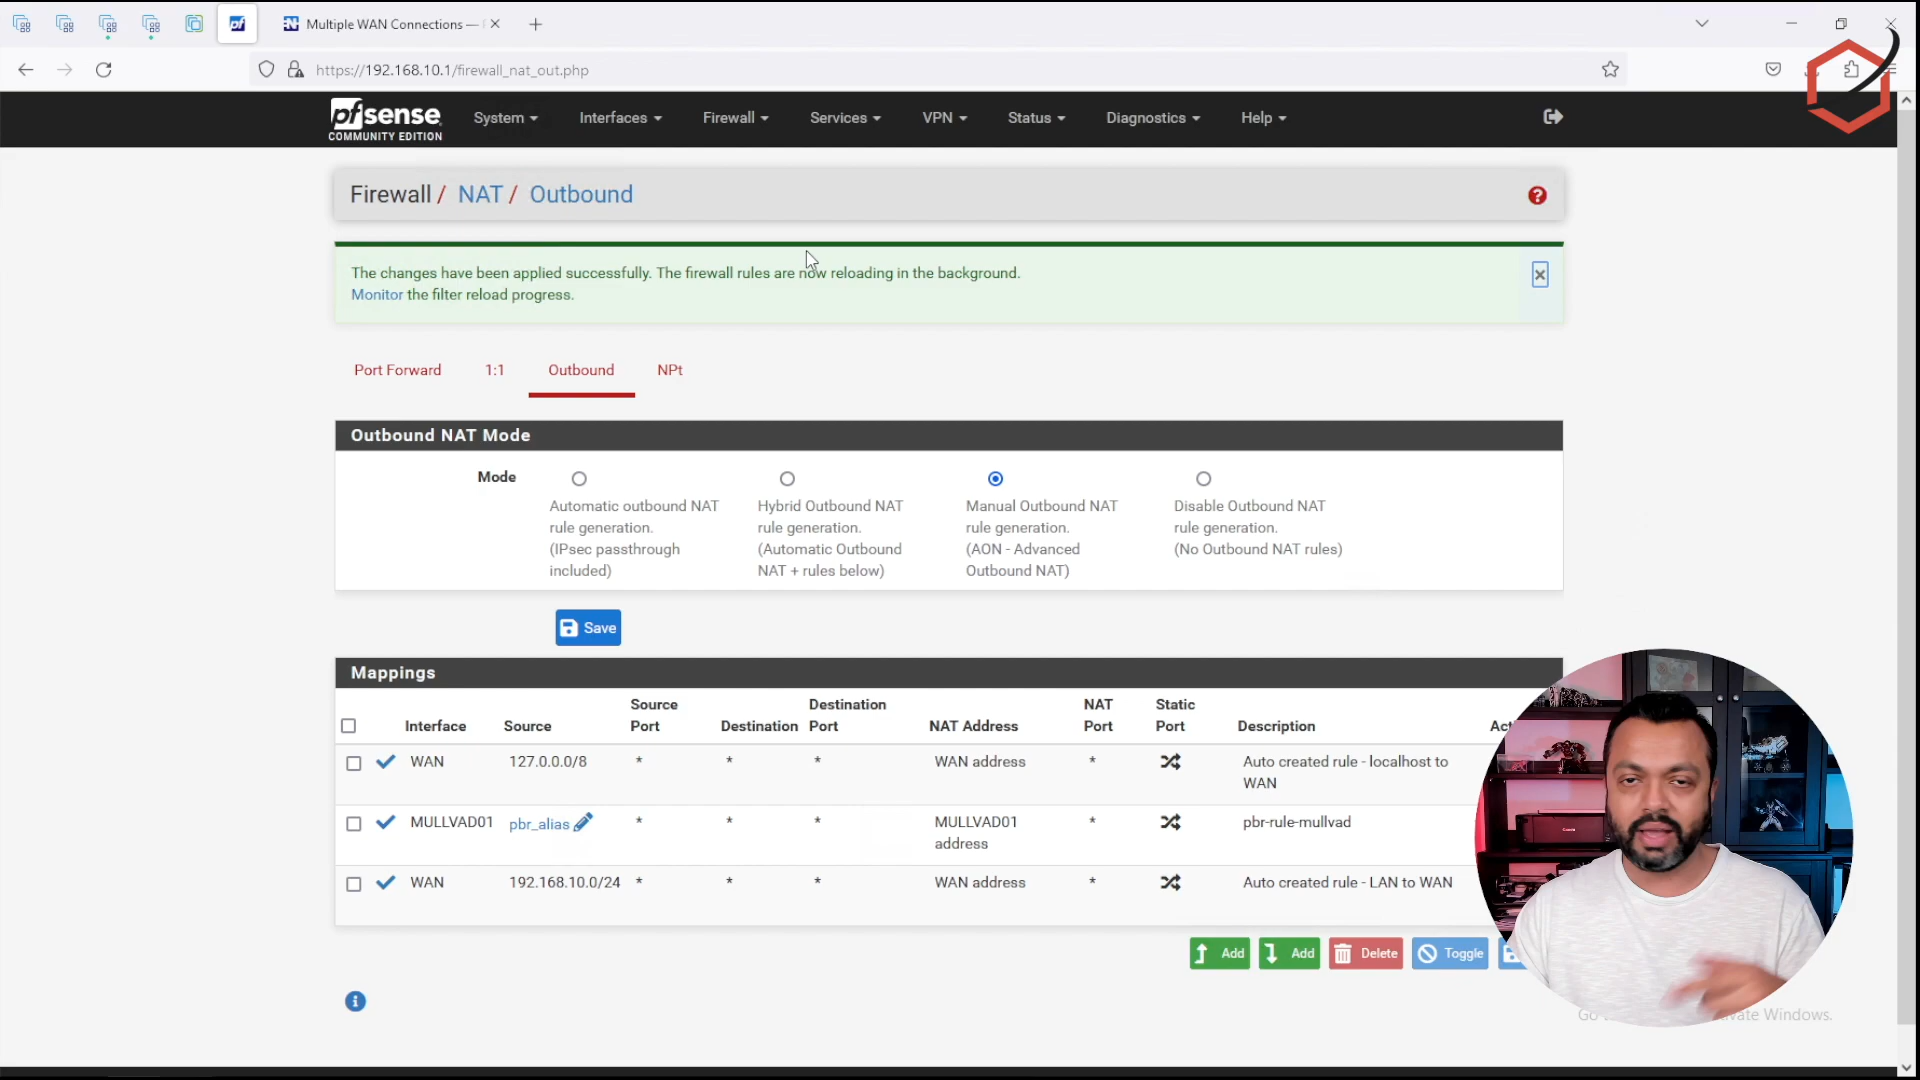 Multiple WAN Connections —
https://192.168.10.1/firewall_nat_out.php
pfsense
COMMUNITY EDITION
System
Interfaces
Firewall
Services
VPN
Status
Diagnostics
Help
Firewall / NAT / Outbound
The changes have been applied successfully. The firewall rules are now reloading in the background.
Monitor the filter reload progress.
Port Forward
1:1
Outbound
NPt
Outbound NAT Mode
Mode
Automatic outbound NAT
rule generation.
(IPsec passthrough
included)
Hybrid Outbound NAT
rule generation.
(Automatic Outbound
NAT + rules below)
Manual Outbound NAT
rule generation.
(AON - Advanced
Outbound NAT)
Disable Outbound NAT
rule generation.
(No Outbound NAT rules)
Save
Mappings
Interface
Source
Source
Port
Destination
Destination
Port
NAT Address
NAT
Port
Static
Port
Description
WAN 127.0.0.0/8 * * * WAN address * Auto created rule - localhost to
WAN
MULLVAD01 pbr_alias * * * MULLVAD01
address
* pbr-rule-mullvad
WAN 192.168.10.0/24 * * * WAN address * Auto created rule - LAN to WAN
Add
Add
Delete
Toggle
Windows.